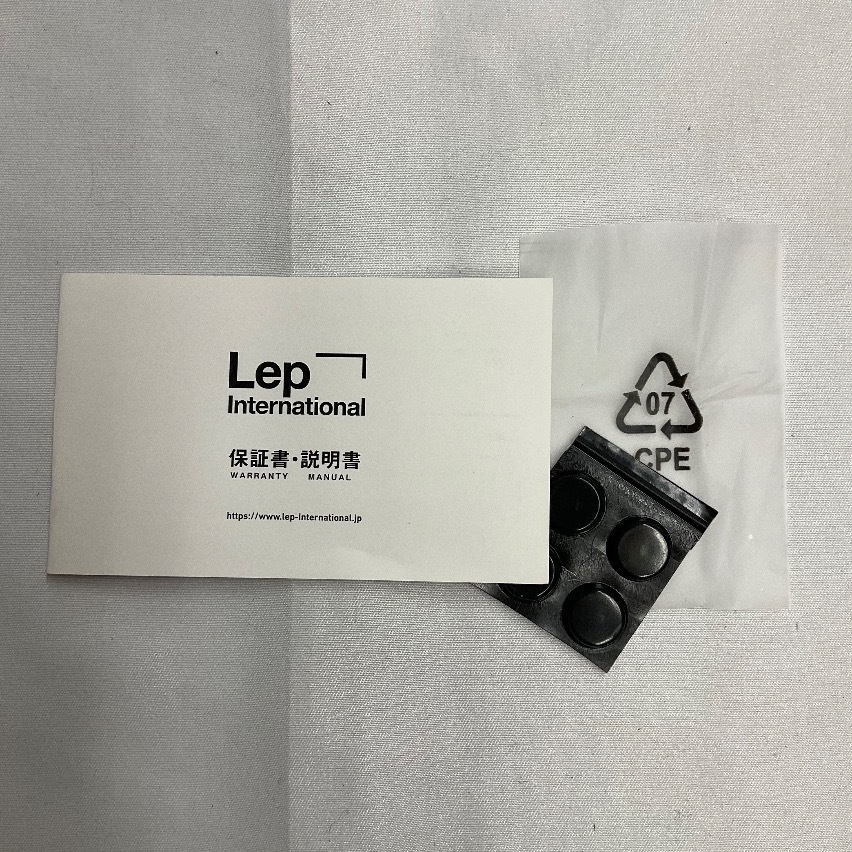 Lep
International
保証書・説明書
WARRANTY MANUAL
https://www.lep-international.jp
07
CPE